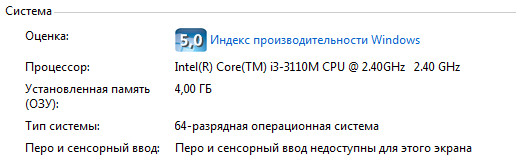 Система
Оценка: 5,0 Индекс производительности Windows
Процессор: Intel(R) Core(TM) i3-3110M CPU @ 2.40GHz 2.40 GHz
Установленная память 4,00 ГБ
(ОЗУ):
Тип системы: 64-разрядная операционная система
Перо и сенсорный ввод: Перо и сенсорный ввод недоступны для этого экрана